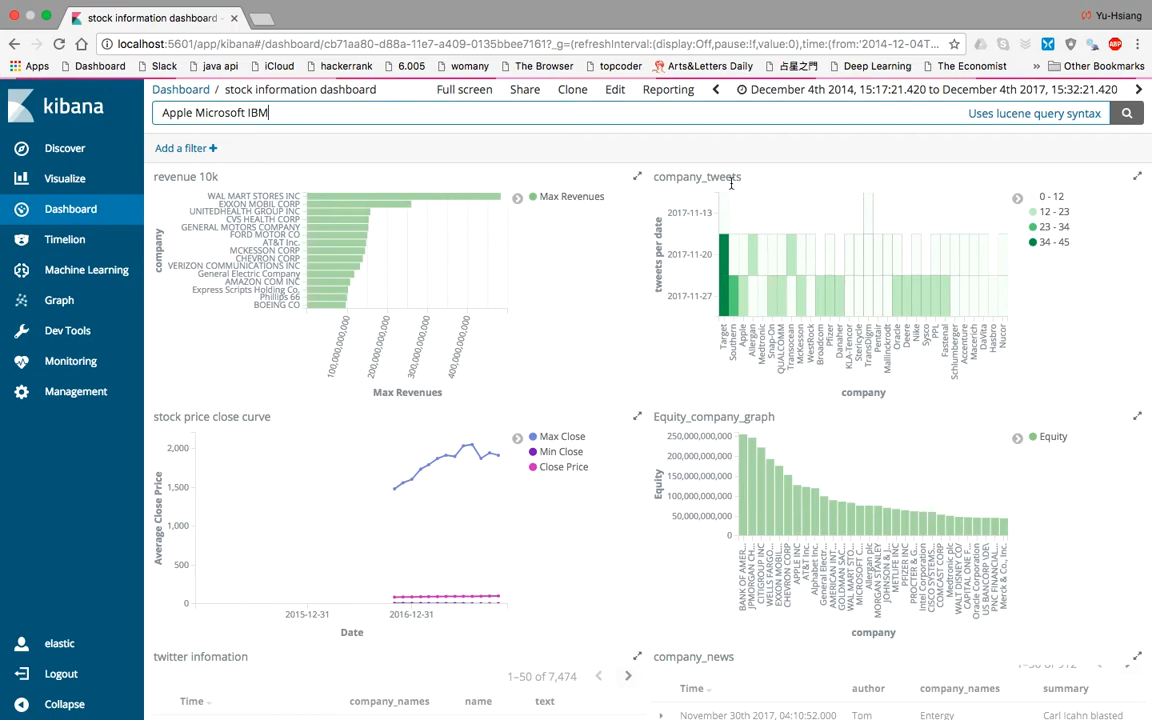 stock information dashboard
Yu-Hsiang
localhost:5601/app/kibana#/dashboard/cb71aa80-d88a-11e7-a409-0135bbee7161?_g=(refreshInterval:(display:Off,pause:!f,value:0),time:(from:'2014-12-04T...
Apps Dashboard Slack java api iCloud hackerrank 6.005 womany The Browser topcoder Arts&Letters Daily 占星之門 Deep Learning The Economist » Other Bookmarks
kibana
Dashboard / stock information dashboard
Full screen Share Clone Edit Reporting
December 4th 2014, 15:17:21.420 to December 4th 2017, 15:32:21.420
Apple Microsoft IBM
Uses lucene query syntax
Add a filter +
Discover
Visualize
Dashboard
Timelion
Machine Learning
Graph
Dev Tools
Monitoring
Management
elastic
Logout
Collapse
revenue 10k
WAL MART STORES INC
EXXON MOBIL CORP
UNITEDHEALTH GROUP INC
CVS HEALTH CORP
GENERAL MOTORS COMPANY
FORD MOTOR CO
AT&T Inc.
MCKESSON CORP
CHEVRON CORP
VERIZON COMMUNICATIONS INC
General Electric Company
AMAZON COM INC
Express Scripts Holding Co.
Phillips 66
BOEING CO
company
100,000,000,000
200,000,000,000
300,000,000,000
400,000,000,000
Max Revenues
Max Revenues
company_tweets
2017-11-13
2017-11-20
2017-11-27
tweets per date
Target
Southern
Apple
Allergan
Medtronic
Snap-On
QUALCOMM
Transocean
McKesson
WestRock
Broadcom
Pfizer
Danaher
KLA-Tencor
Stericycle
TransDigm
Pentair
Mallinckrodt
Oracle
Deere
Nike
Sysco
PPL
Fastenal
Schlumberger
Accenture
Macerich
DaVita
Hasbro
Nucor
company
0 - 12
12 - 23
23 - 34
34 - 45
stock price close curve
2,000
1,500
1,000
500
0
Average Close Price
2015-12-31
2016-12-31
Date
Max Close
Min Close
Close Price
Equity_company_graph
250,000,000,000
200,000,000,000
150,000,000,000
100,000,000,000
50,000,000,000
0
Equity
BANK OF AMER...
JPMORGAN CH...
CITIGROUP INC
WELLS FARGO...
EXXON MOBIL...
CHEVRON CORP
APPLE INC
AT&T Inc.
Alphabet Inc.
General Electr...
AMERICAN INT...
GOLDMAN SAC...
WAL MART STO...
MICROSOFT C...
Allergan plc
MORGAN STANLEY
JOHNSON & J...
METLIFE INC
PFIZER INC
PROCTER & G...
Intel Corporation
CISCO SYSTEMS...
COMCAST CORP
Medtronic plc
WALT DISNEY CO/
CAPITAL ONE F...
Oracle Corporation
US BANCORP \DE\
PNC FINANCIAL...
Merck & Co., Inc.
company
Equity
twitter infomation
1–50 of 7,474
Time company_names name text
company_news
Time author company_names summary
November 30th 2017, 04:10:52.000 Tom Entergy Carl Icahn blasted